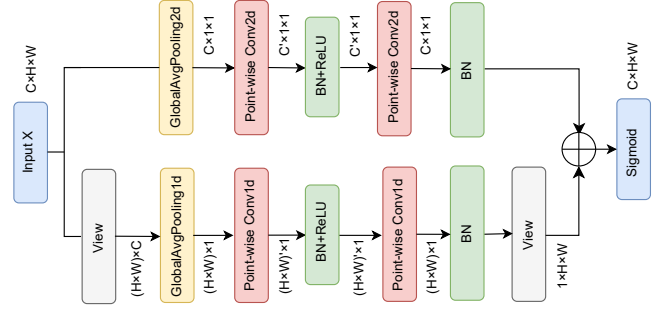 Input X
C×H×W
GlobalAvgPooling2d
C×1×1
Point-wise Conv2d
C'×1×1
BN+ReLU
C'×1×1
Point-wise Conv2d
C×1×1
BN
View
(H×W)×C
GlobalAvgPooling1d
(H×W)×1
Point-wise Conv1d
(H×W)'×1
BN+ReLU
(H×W)'×1
Point-wise Conv1d
(H×W)×1
BN
View
1×H×W
Sigmoid
C×H×W